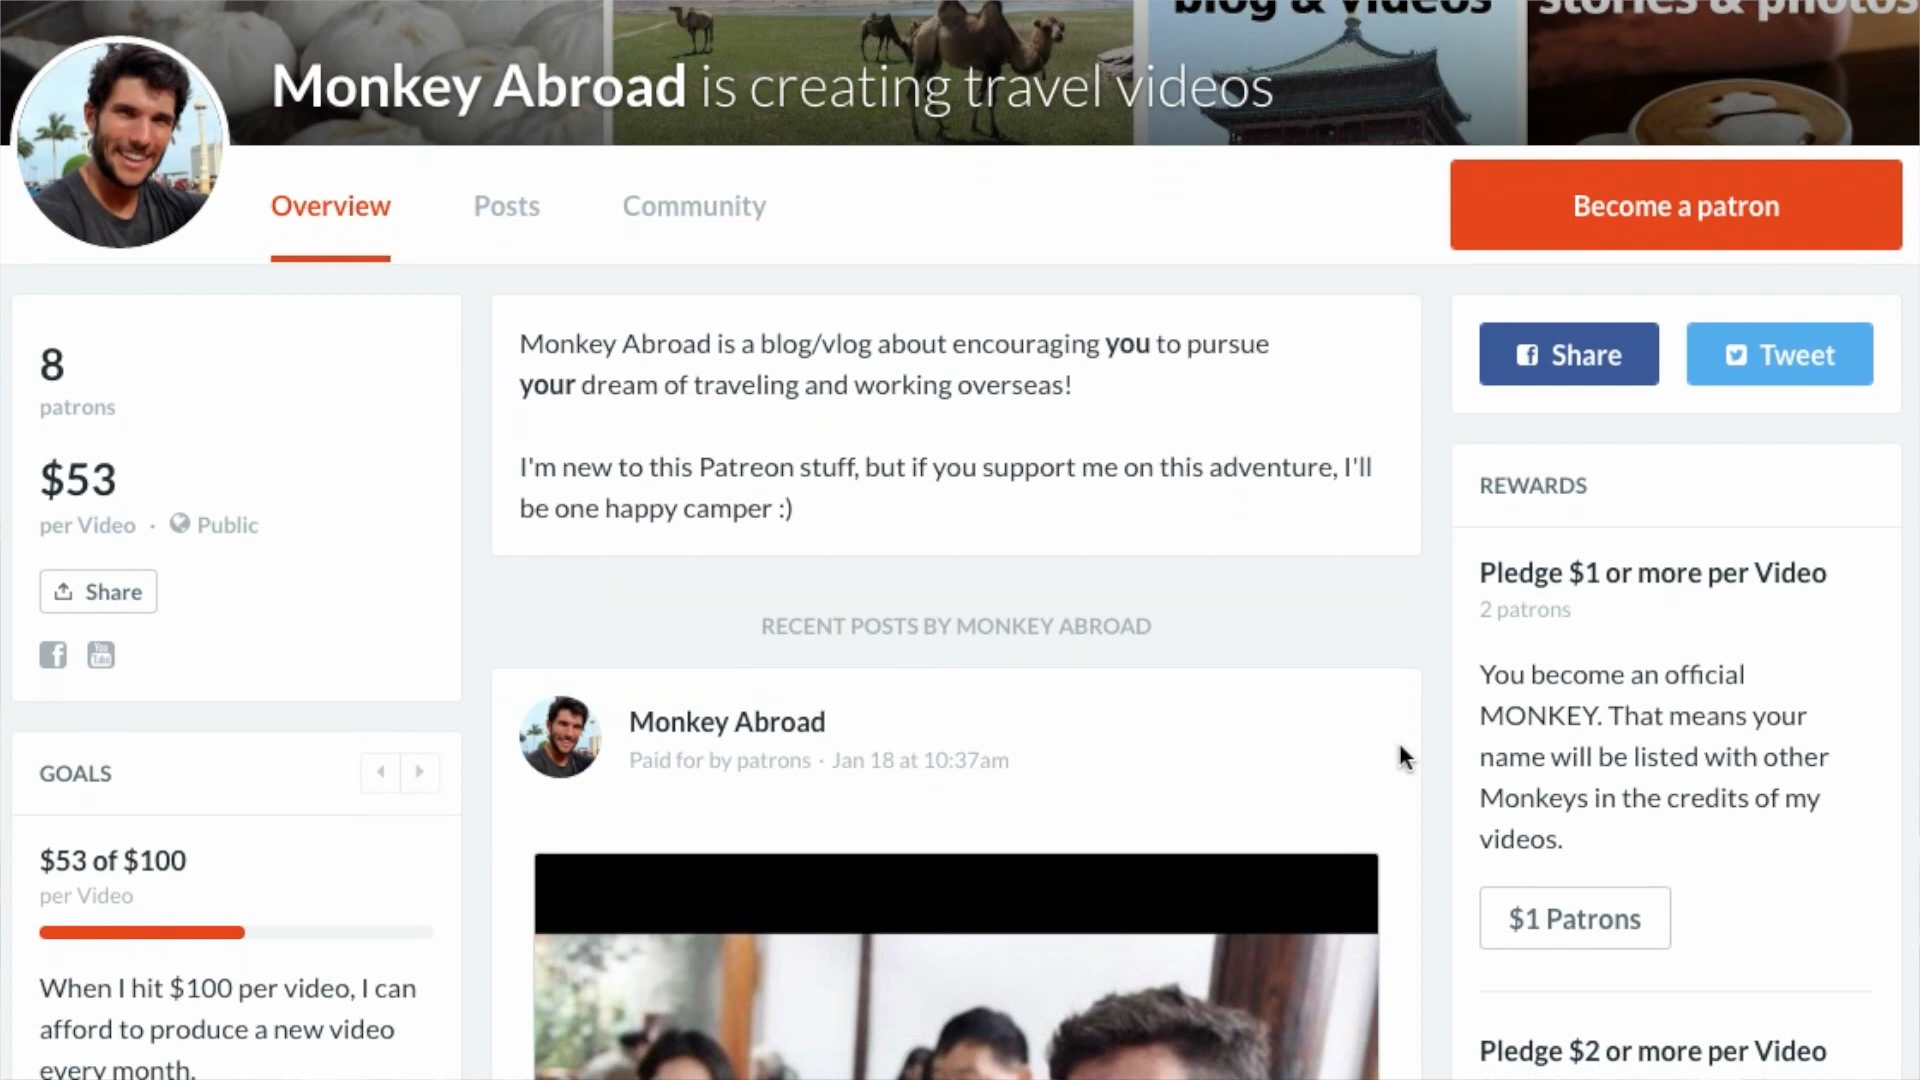 blog & videos
stories & photos
Monkey Abroad is creating travel videos
Overview
Posts
Community
Become a patron
8
patrons
$53
per Video · Public
Share
GOALS
$53 of $100
per Video
When I hit $100 per video, I can
afford to produce a new video
every month.
Monkey Abroad is a blog/vlog about encouraging you to pursue
your dream of traveling and working overseas!
I'm new to this Patreon stuff, but if you support me on this adventure, I'll
be one happy camper :)
RECENT POSTS BY MONKEY ABROAD
Monkey Abroad
Paid for by patrons · Jan 18 at 10:37am
Share
Tweet
REWARDS
Pledge $1 or more per Video
2 patrons
You become an official
MONKEY. That means your
name will be listed with other
Monkeys in the credits of my
videos.
$1 Patrons
Pledge $2 or more per Video